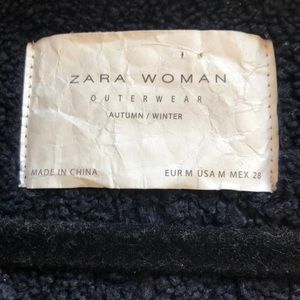 ZARA WOMAN
OUTERWEAR
AUTUMN / WINTER
MADE IN CHINA EUR M USA M MEX 28